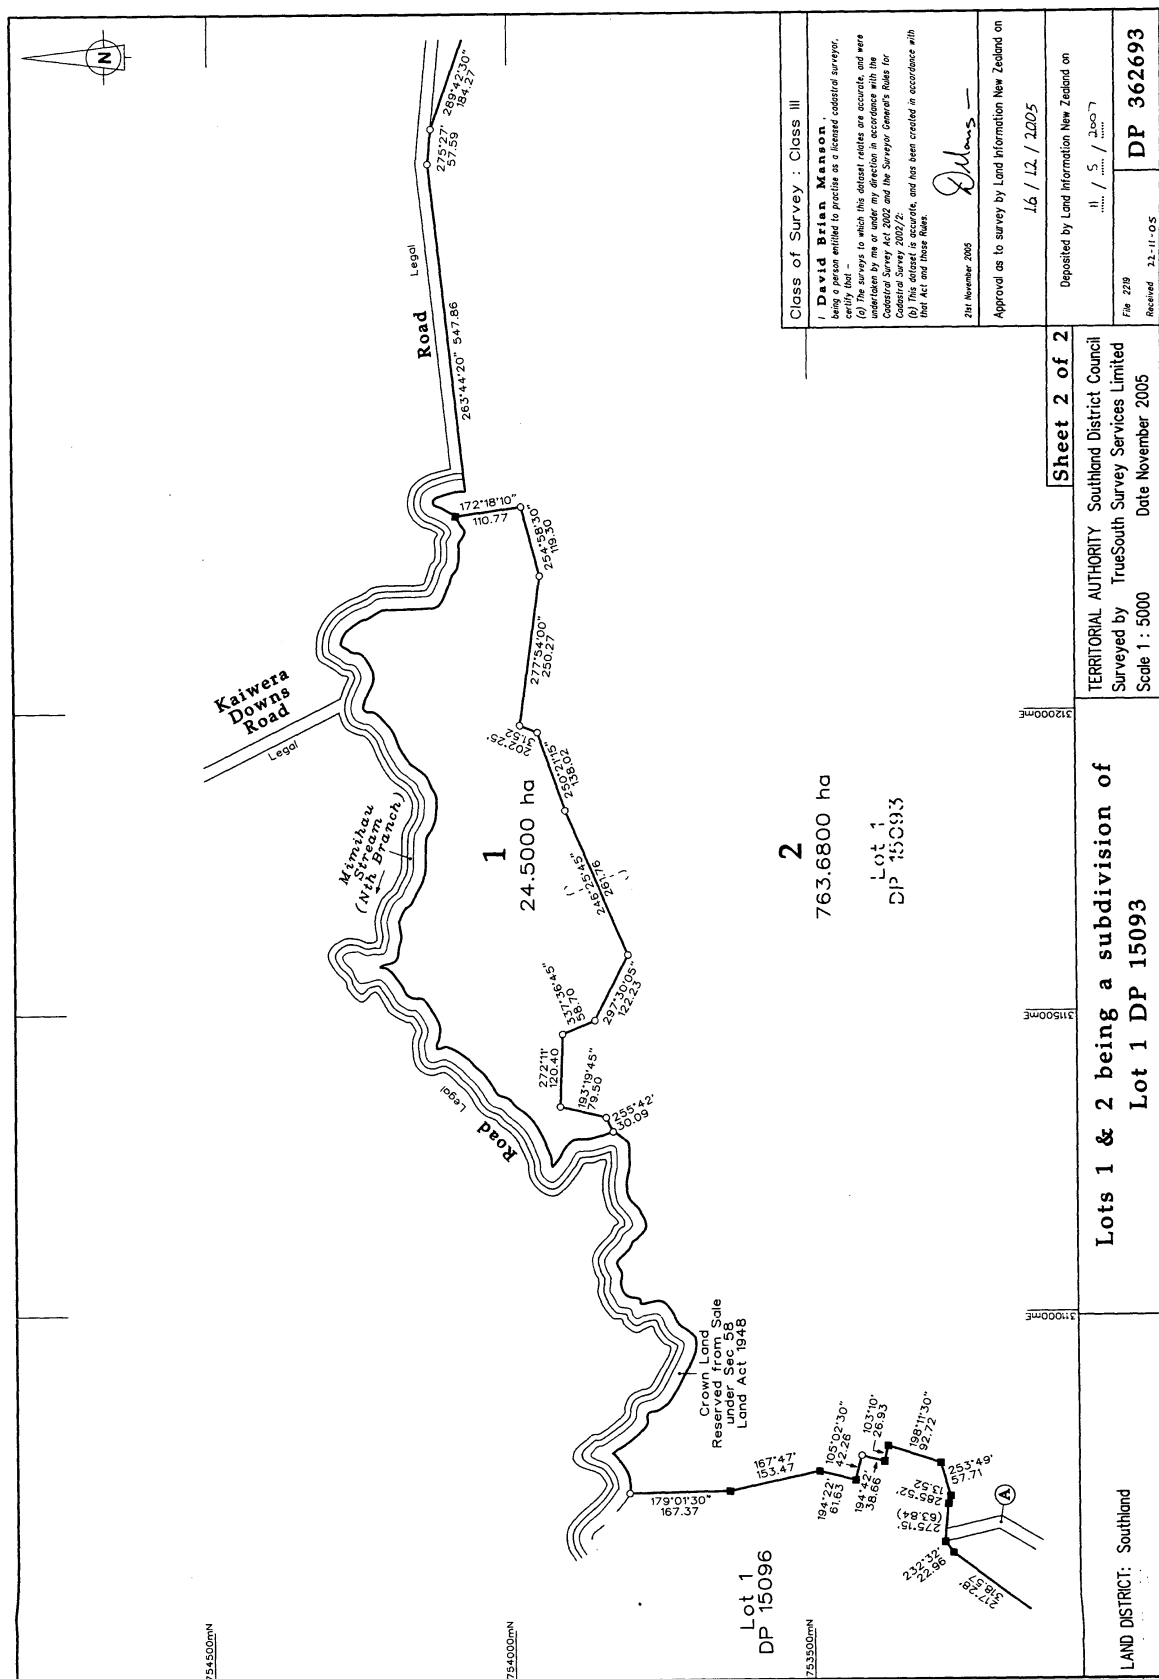 N
754500mN
754000mN
753500mN
312000mE
311500mE
311000mE
Kaiwera
Downs
Road
Legal
Mimihau
Stream
(Nth Branch)
Road
Legal
263°44'20" 547.86
275°27'
57.59
289°42'30"
184.27
172°18'10"
110.77
254°58'30"
119.30
277°54'00"
250.27
202°25'
31.52
250°21'15"
138.02
246°25'45"
261.76
297°30'05"
122.23
337°36'45"
58.70
272°11'
120.40
193°19'45"
79.50
255°42'
30.09
1
24.5000 ha
2
763.6800 ha
Lot 1
DP 15093
Legal
Road
Crown Land
Reserved from Sale
under Sec 58
Land Act 1948
179°01'30"
167.37
167°47'
153.47
194°22'
61.63
105°02'30"
42.26
194°42'
38.66
103°10'
26.93
198°11'30"
92.72
253°49'
57.71
285°52'
13.52
275°15'
(63.84)
232°32'
22.96
217°28'
318.57
A
Lot 1
DP 15096
Class of Survey : Class III
I David Brian Manson,
being a person entitled to practise as a licensed cadastral surveyor,
certify that -
(a) The surveys to which this dataset relates are accurate, and were
undertaken by me or under my direction in accordance with the
Cadastral Survey Act 2002 and the Surveyor General's Rules for
Cadastral Survey 2002/2:
(b) This dataset is accurate, and has been created in accordance with
that Act and those Rules.
21st November 2005
Approval as to survey by Land Information New Zealand on
16 / 12 / 2005
Deposited by Land Information New Zealand on
11 / 5 / 2007
File 2219
Received 22-11-05
DP 362693
Sheet 2 of 2
TERRITORIAL AUTHORITY Southland District Council
Surveyed by TrueSouth Survey Services Limited
Scale 1 : 5000 Date November 2005
Lots 1 & 2 being a subdivision of
Lot 1 DP 15093
LAND DISTRICT: Southland